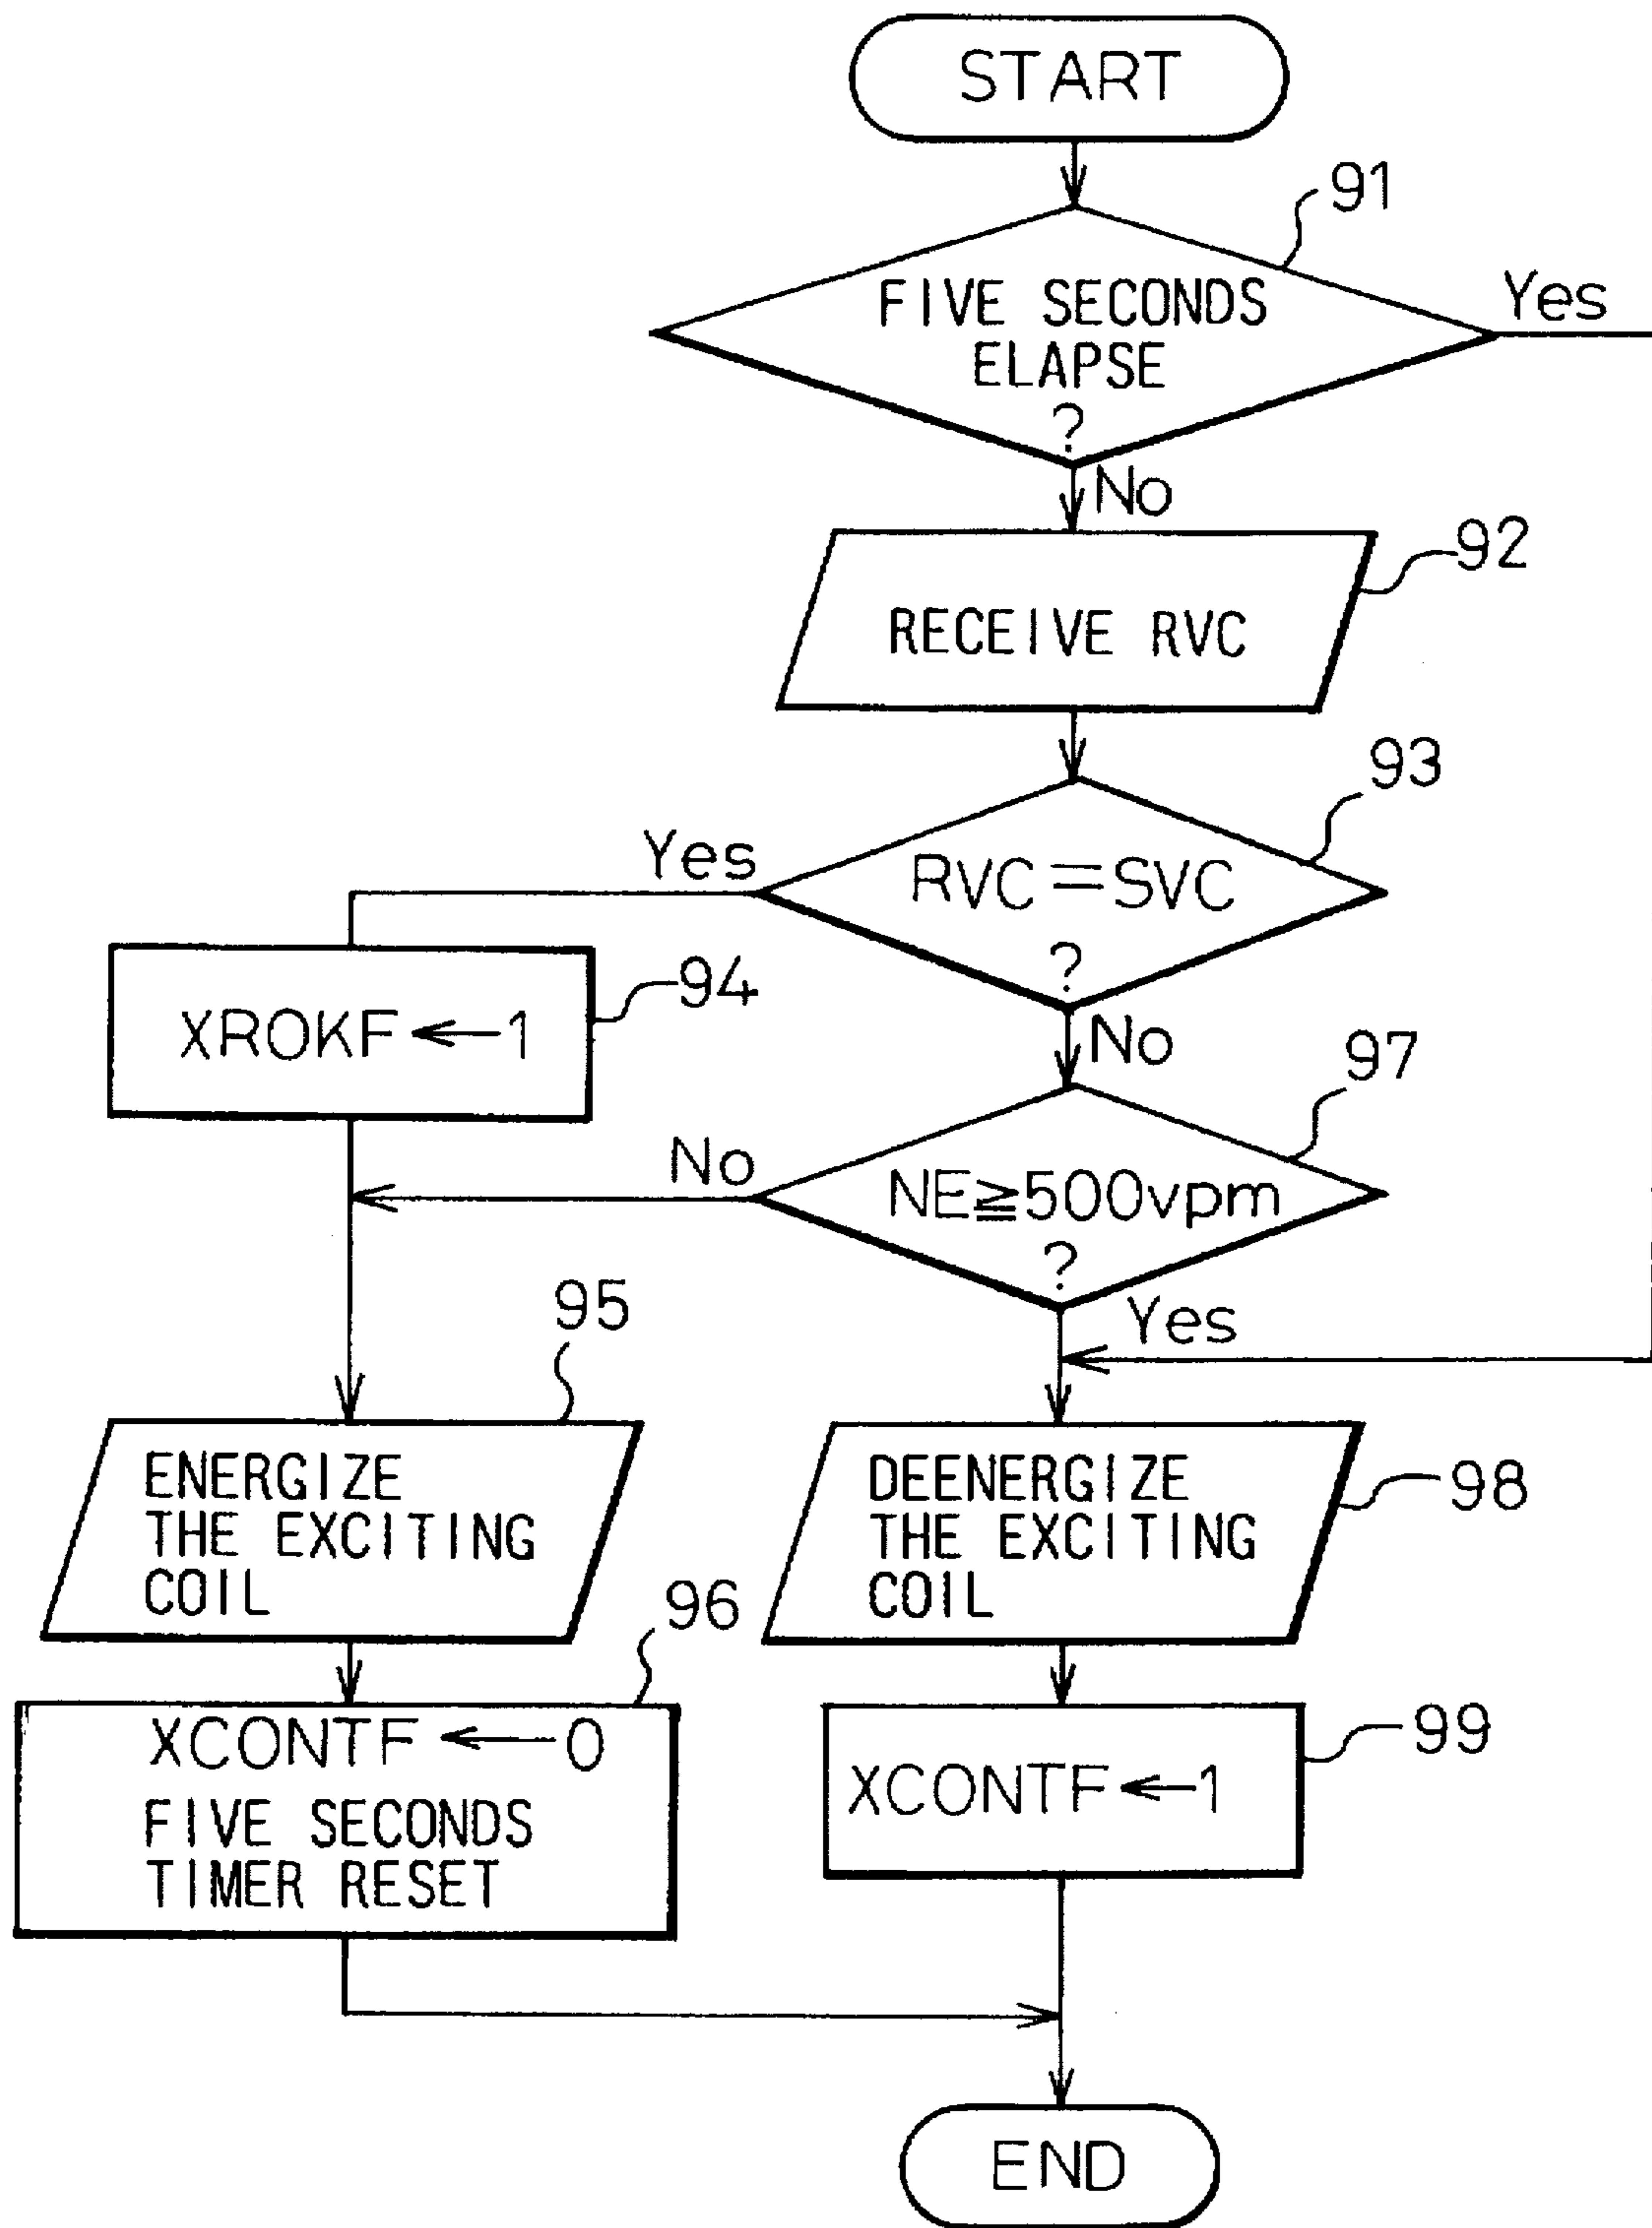 START
91
FIVE SECONDS
ELAPSE
?
Yes
No
92
RECEIVE RVC
93
RVC=SVC
?
Yes
No
94
XROKF←1
97
NE≧500vpm
?
No
Yes
95
ENERGIZE
THE EXCITING
COIL
98
DEENERGIZE
THE EXCITING
COIL
96
XCONTF←0
FIVE SECONDS
TIMER RESET
99
XCONTF←1
END